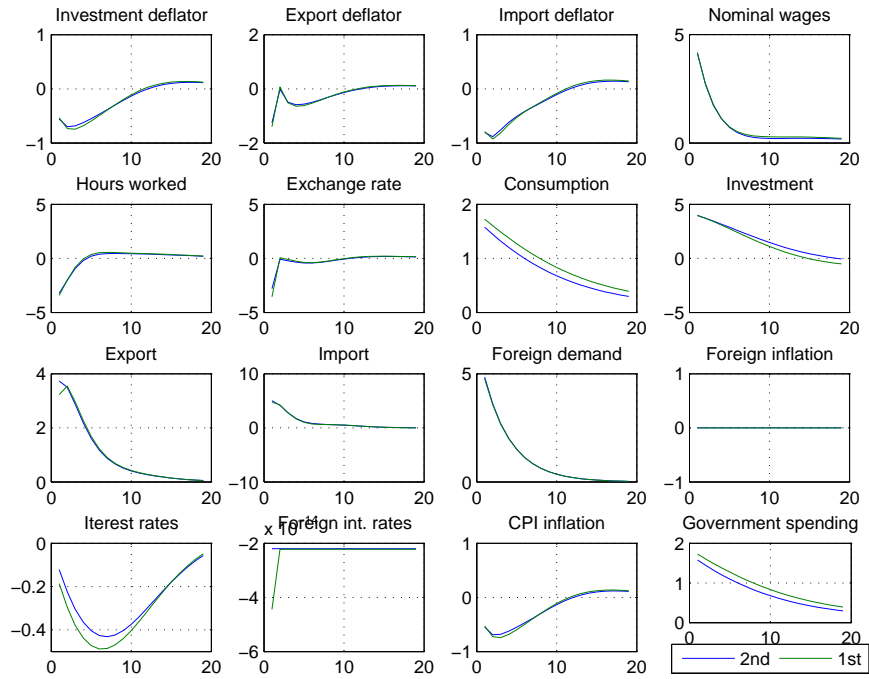 Investment deflator
1
0
−1
0 10 20
Export deflator
2
0
−2
0 10 20
Import deflator
1
0
−1
0 10 20
Nominal wages
5
0
0 10 20
Hours worked
5
0
−5
0 10 20
Exchange rate
5
0
−5
0 10 20
Consumption
2
1
0
0 10 20
Investment
5
0
−5
0 10 20
Export
4
2
0
0 10 20
Import
10
0
−10
0 10 20
Foreign demand
5
0
0 10 20
Foreign inflation
1
0
−1
0 10 20
Iterest rates
0
−0.2
−0.4
0 10 20
x 10
Foreign int. rates
−2
−4
−6
0 10 20
CPI inflation
1
0
−1
0 10 20
Government spending
2
1
0
0 10 20
2nd 1st